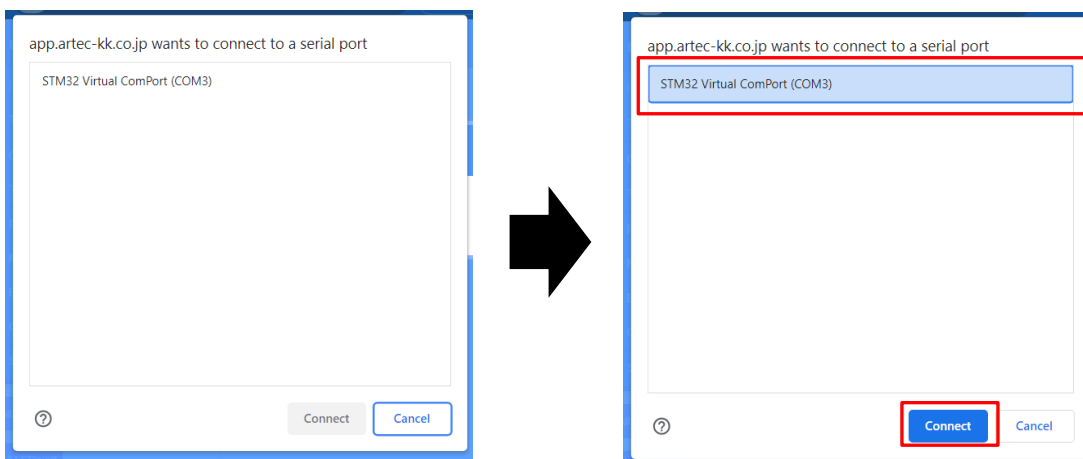 app.artec-kk.co.jp wants to connect to a serial port
STM32 Virtual ComPort (COM3)
Connect
Cancel
app.artec-kk.co.jp wants to connect to a serial port
STM32 Virtual ComPort (COM3)
Connect
Cancel